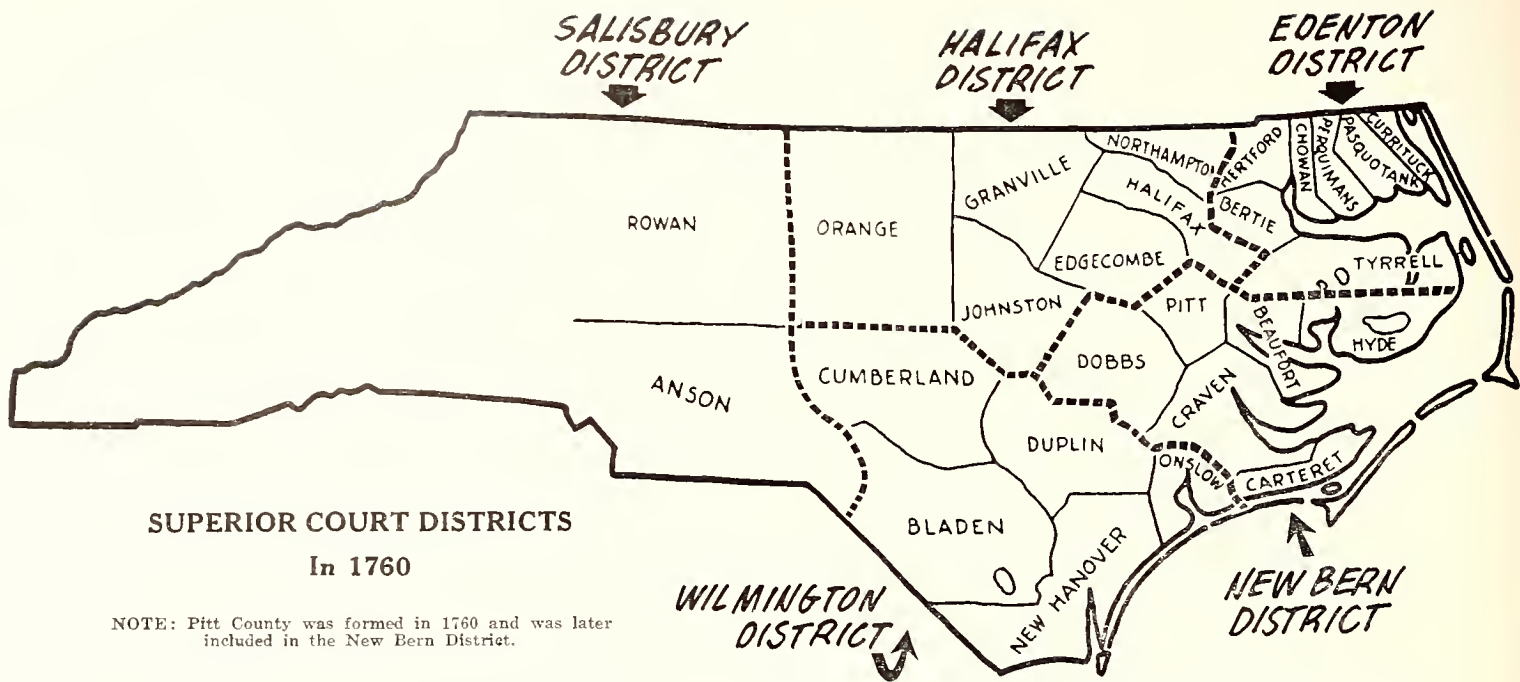 SALISBURY
DISTRICT
HALIFAX
DISTRICT
EDENTON
DISTRICT
ROWAN
ORANGE
GRANVILLE
NORTHAMPTON
HERTFORD
CHOWAN
PERQUIMANS
PASQUOTANK
CURRITUCK
HALIFAX
BERTIE
EDGECOMBE
TYRRELL
JOHNSTON
PITT
BEAUFORT
HYDE
ANSON
CUMBERLAND
DOBBS
CRAVEN
DUPLIN
ONSLOW
CARTERET
BLADEN
NEW HANOVER
SUPERIOR COURT DISTRICTS
In 1760
NOTE: Pitt County was formed in 1760 and was later
included in the New Bern District.
WILMINGTON
DISTRICT
NEW BERN
DISTRICT